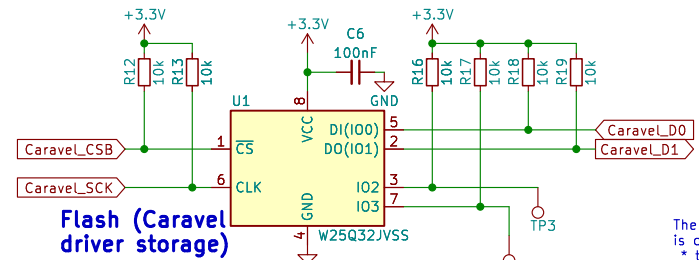 +3.3V
+3.3V
+3.3V
C6
100nF
R12
10k
R13
10k
R16
10k
R17
10k
R18
10k
R19
10k
GND
U1
8
VCC
DI(IO0)
5
Caravel_D0
Caravel_CSB
1
CS
DO(IO1)
2
Caravel_D1
Caravel_SCK
6
CLK
IO2
3
IO3
7
GND
4
TP3
W25Q32JVSS
Flash (Caravel
driver storage)
The
is c
* t